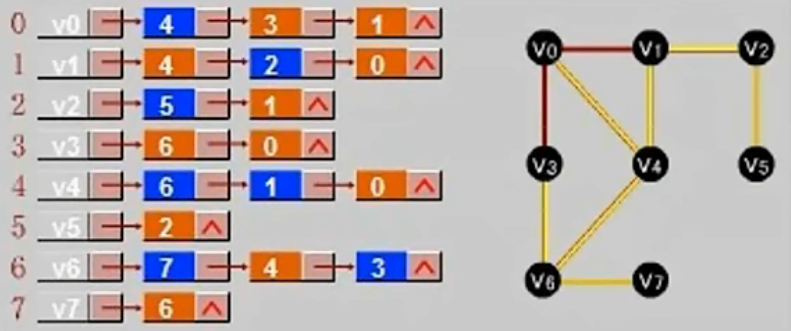 0 v0 4 3 1 ^
1 v1 4 2 0 ^
2 v2 5 1 ^
3 v3 6 0 ^
4 v4 6 1 0 ^
5 v5 2 ^
6 v6 7 4 3 ^
7 v7 6 ^
V0 V1 V2
V3 V4 V5
V6 V7